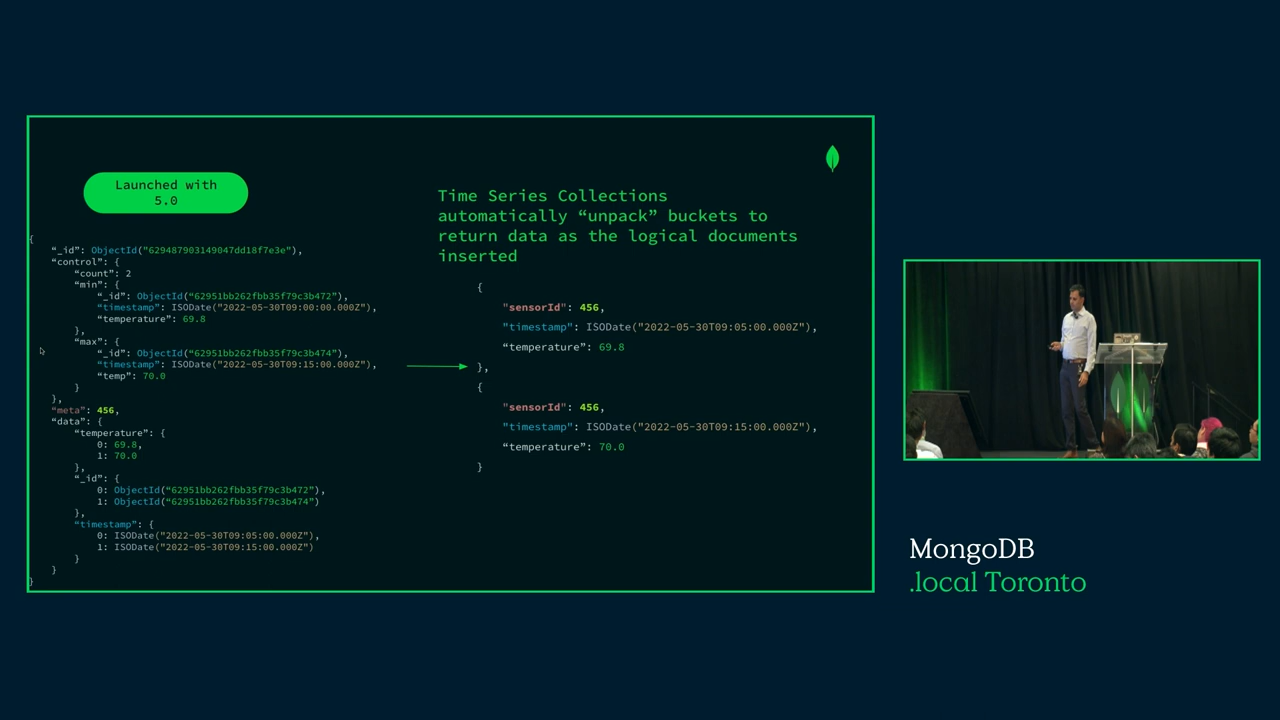 Launched with
5.0
Time Series Collections
automatically “unpack” buckets to
return data as the logical documents
inserted
{
“_id”: ObjectId(“629487903149047dd18f7e3e”),
“control”: {
“count”: 2
“min”: {
“_id”: ObjectId(“62951bb262fbb35f79c3b472”),
"timestamp": ISODate("2022-05-30T09:00:00.000Z"),
“temperature”: 69.8
},
“max”: {
“_id”: ObjectId(“62951bb262fbb35f79c3b474”),
“timestamp”: ISODate("2022-05-30T09:15:00.000Z"),
“temp”: 70.0
}
},
“meta”: 456,
“data”: {
“temperature”: {
0: 69.8,
1: 70.0
},
“_id”: {
0: ObjectId(“62951bb262fbb35f79c3b472”),
1: ObjectId(“62951bb262fbb35f79c3b474”)
},
“timestamp”: {
0: ISODate("2022-05-30T09:05:00.000Z”),
1: ISODate("2022-05-30T09:15:00.000Z")
}
}
}
{
"sensorId": 456,
"timestamp": ISODate("2022-05-30T09:05:00.000Z"),
“temperature”: 69.8
},
{
"sensorId": 456,
"timestamp": ISODate("2022-05-30T09:15:00.000Z"),
“temperature”: 70.0
}
MongoDB
.local Toronto